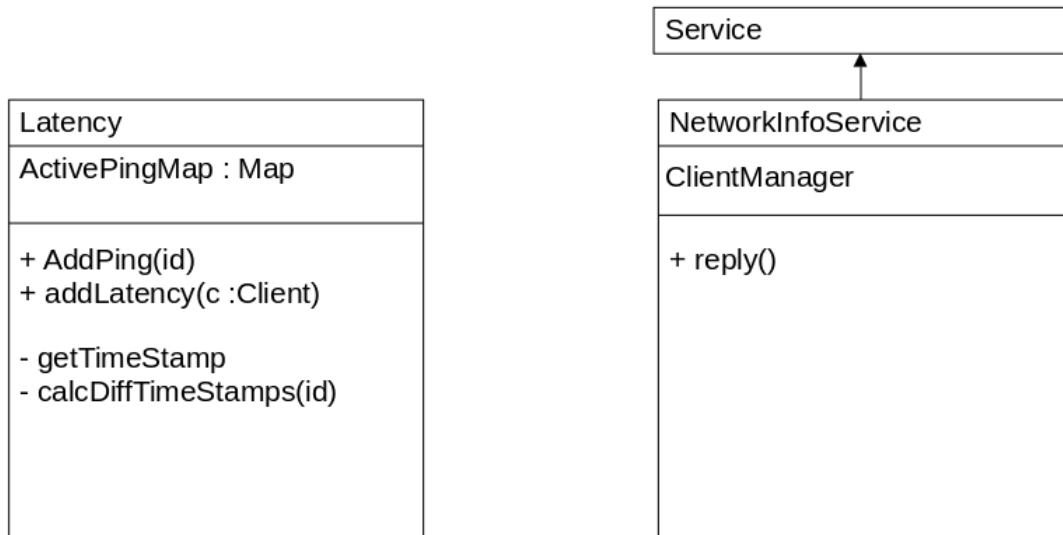 Service
Latency
ActivePingMap : Map
+ AddPing(id)
+ addLatency(c :Client)
- getTimeStamp
- calcDiffTimeStamps(id)
NetworkInfoService
ClientManager
+ reply()